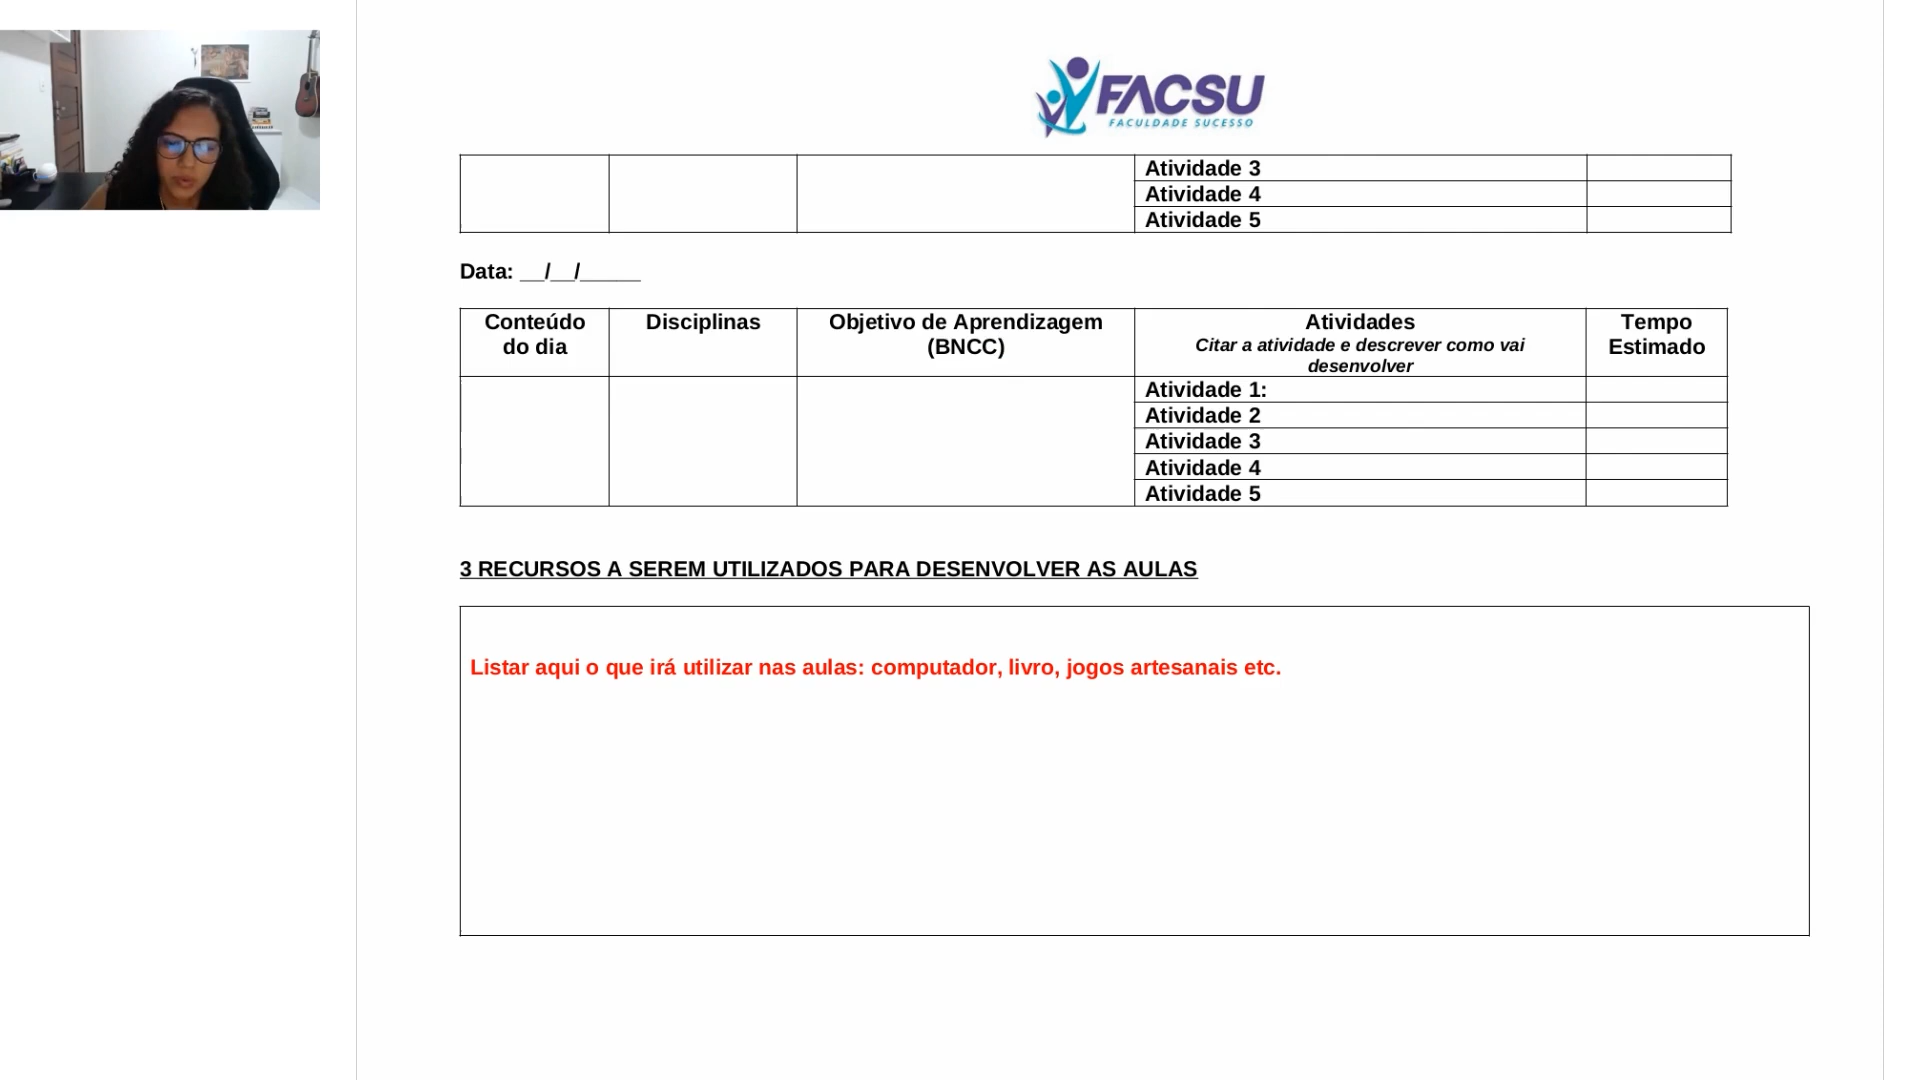 FACSU
FACULDADE SUCESSO
Atividade 3
Atividade 4
Atividade 5
Data: __/__/_____
Conteúdo do dia
Disciplinas
Objetivo de Aprendizagem (BNCC)
Atividades
Citar a atividade e descrever como vai
desenvolver
Tempo Estimado
Atividade 1:
Atividade 2
Atividade 3
Atividade 4
Atividade 5
3 RECURSOS A SEREM UTILIZADOS PARA DESENVOLVER AS AULAS
Listar aqui o que irá utilizar nas aulas: computador, livro, jogos artesanais etc.